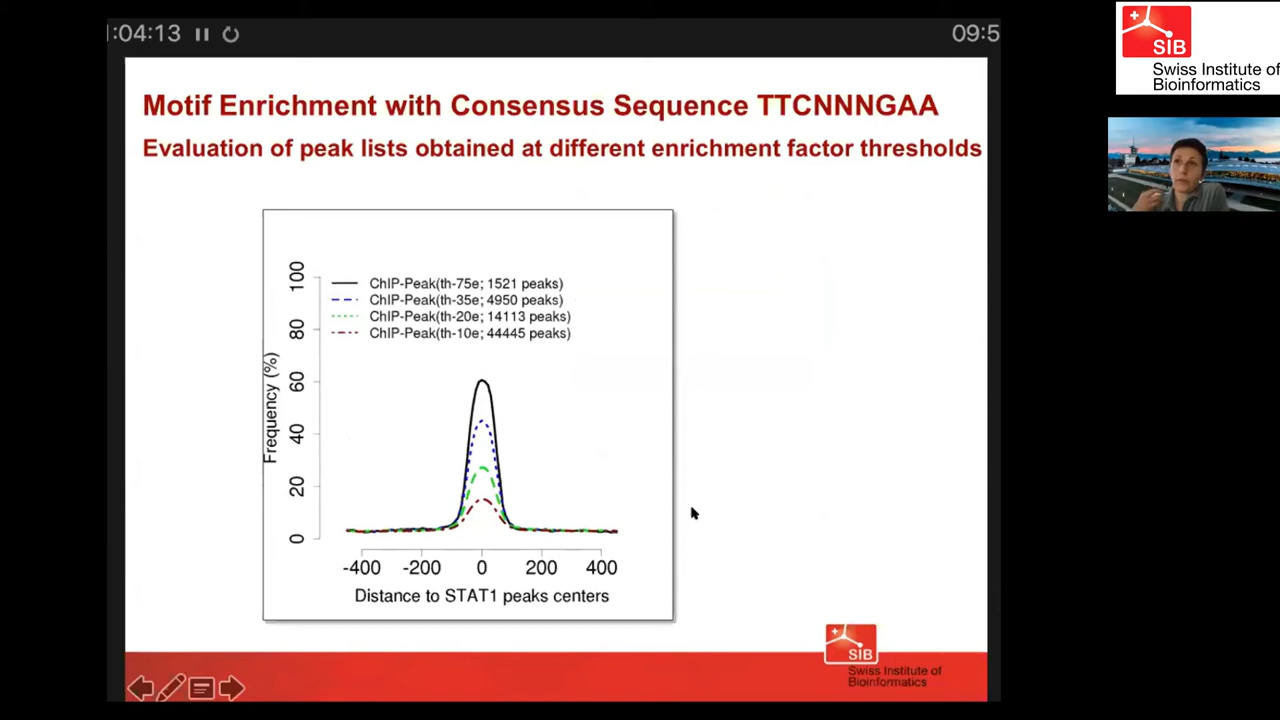 :04:13
09:5
SIB
Swiss Institute of
Bioinformatics
Motif Enrichment with Consensus Sequence TTCNNNGAA
Evaluation of peak lists obtained at different enrichment factor thresholds
ChIP-Peak(th-75e; 1521 peaks)
ChIP-Peak(th-35e; 4950 peaks)
ChIP-Peak(th-20e; 14113 peaks)
ChIP-Peak(th-10e; 44445 peaks)
Frequency (%)
100
80
60
40
20
0
-400 -200 0 200 400
Distance to STAT1 peaks centers
SIB
Swiss Institute of
Bioinformatics